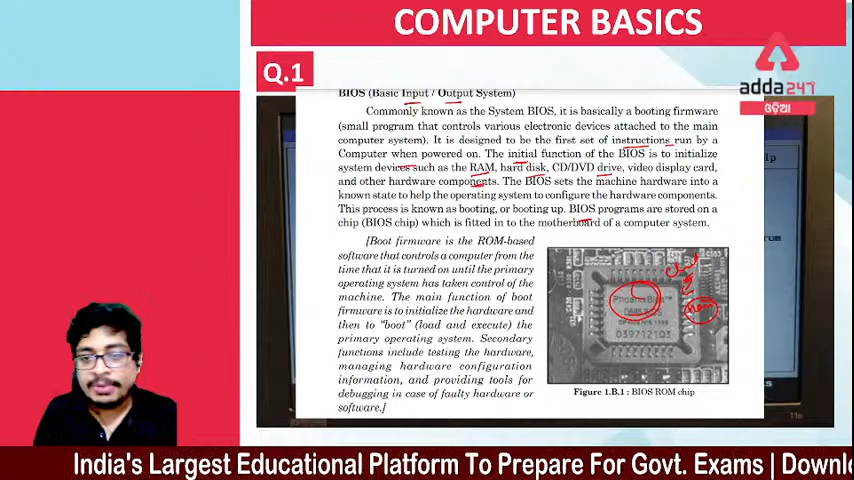 COMPUTER BASICS
Q.1
adda247
ଓଡ଼ିଆ
BIOS (Basic Input / Output System)
Commonly known as the System BIOS, it is basically a booting firmware
(small program that controls various electronic devices attached to the main
computer system). It is designed to be the first set of instructions run by a
Computer when powered on. The initial function of the BIOS is to initialize
system devices such as the RAM, hard disk, CD/DVD drive, video display card,
and other hardware components. The BIOS sets the machine hardware into a
known state to help the operating system to configure the hardware components.
This process is known as booting, or booting up. BIOS programs are stored on a
chip (BIOS chip) which is fitted in to the motherboard of a computer system.
[Boot firmware is the ROM-based
software that controls a computer from the
time that it is turned on until the primary
operating system has taken control of the
machine. The main function of boot
firmware is to initialize the hardware and
then to "boot" (load and execute) the
primary operating system. Secondary
functions include testing the hardware,
managing hardware configuration
information, and providing tools for
debugging in case of faulty hardware or
software.]
PhoenixBIOS™
039712103
Figure 1.B.1 : BIOS ROM chip
India's Largest Educational Platform To Prepare For Govt. Exams | Downlo